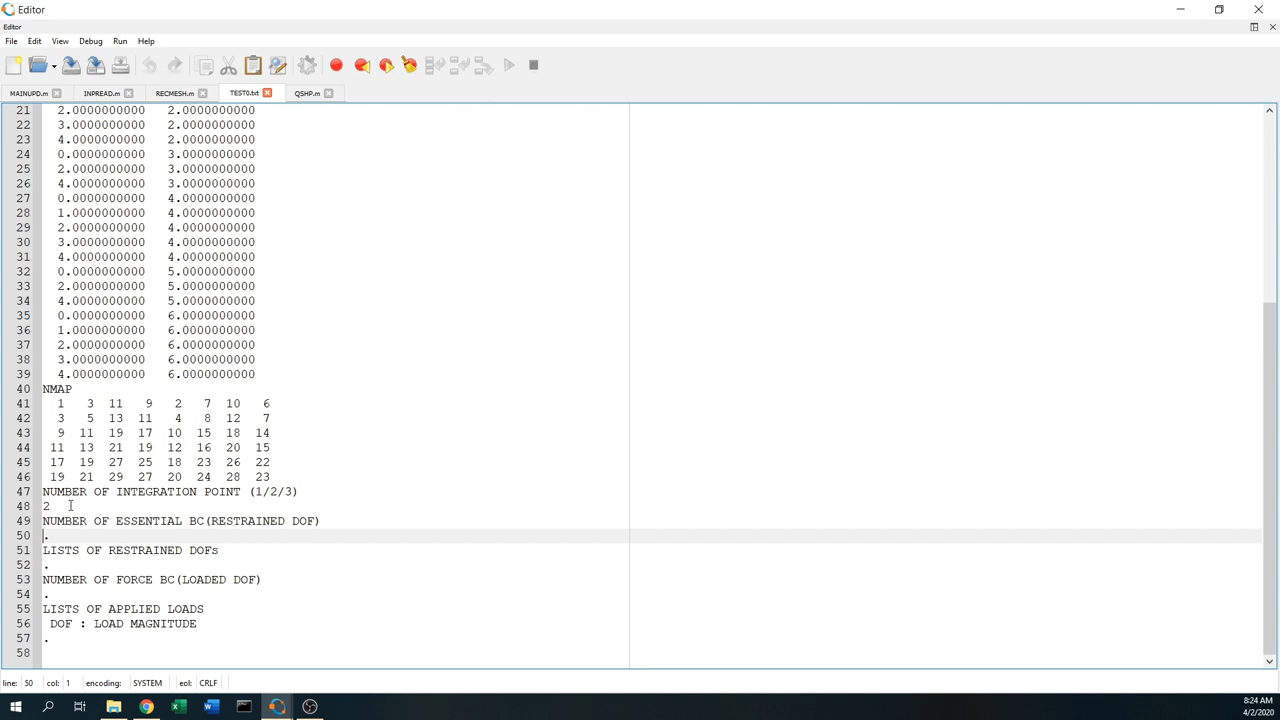 Editor
Editor
File Edit View Debug Run Help
MAINUPD.m INPREAD.m RECMESH.m TEST0.txt QSHP.m
21 2.0000000000 2.0000000000
22 3.0000000000 2.0000000000
23 4.0000000000 2.0000000000
24 0.0000000000 3.0000000000
25 2.0000000000 3.0000000000
26 4.0000000000 3.0000000000
27 0.0000000000 4.0000000000
28 1.0000000000 4.0000000000
29 2.0000000000 4.0000000000
30 3.0000000000 4.0000000000
31 4.0000000000 4.0000000000
32 0.0000000000 5.0000000000
33 2.0000000000 5.0000000000
34 4.0000000000 5.0000000000
35 0.0000000000 6.0000000000
36 1.0000000000 6.0000000000
37 2.0000000000 6.0000000000
38 3.0000000000 6.0000000000
39 4.0000000000 6.0000000000
40 NMAP
41 1 3 11 9 2 7 10 6
42 3 5 13 11 4 8 12 7
43 9 11 19 17 10 15 18 14
44 11 13 21 19 12 16 20 15
45 17 19 27 25 18 23 26 22
46 19 21 29 27 20 24 28 23
47 NUMBER OF INTEGRATION POINT (1/2/3)
48 2
49 NUMBER OF ESSENTIAL BC(RESTRAINED DOF)
50 .
51 LISTS OF RESTRAINED DOFs
52 .
53 NUMBER OF FORCE BC(LOADED DOF)
54 .
55 LISTS OF APPLIED LOADS
56 DOF : LOAD MAGNITUDE
57 .
58
line: 50 col: 1 encoding: SYSTEM eol: CRLF
8:24 AM
4/2/2020